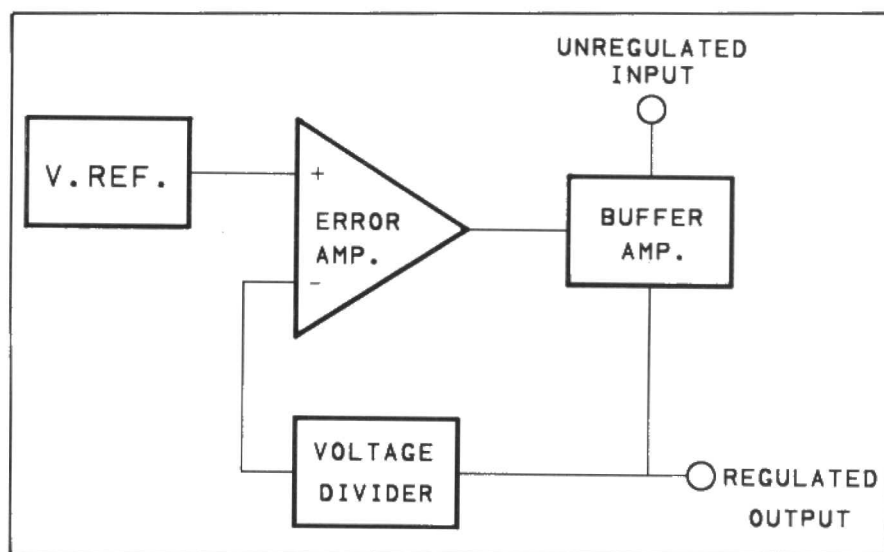 UNREGULATED
INPUT
V.REF.
+
ERROR
AMP.
-
BUFFER
AMP.
VOLTAGE
DIVIDER
REGULATED
OUTPUT